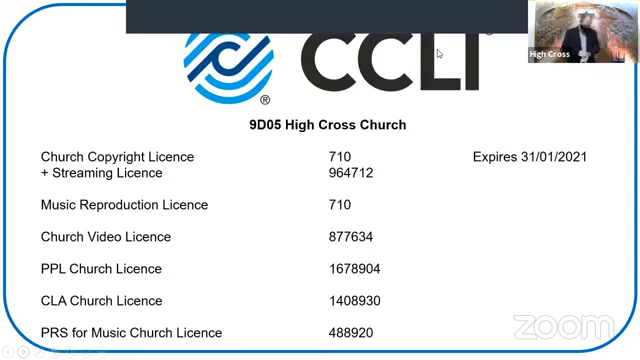 CCLI
®
High Cross
9D05 High Cross Church
Church Copyright Licence 710 Expires 31/01/2021
+ Streaming Licence 964712
Music Reproduction Licence 710
Church Video Licence 877634
PPL Church Licence 1678904
CLA Church Licence 1408930
PRS for Music Church Licence 488920
zoom